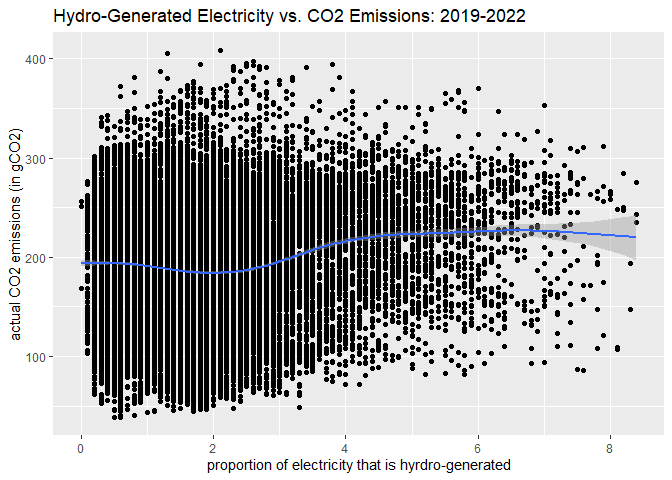 Hydro-Generated Electricity vs. CO2 Emissions: 2019-2022
actual CO2 emissions (in gCO2)
400
300
200
100
0 2 4 6 8
proportion of electricity that is hyrdro-generated